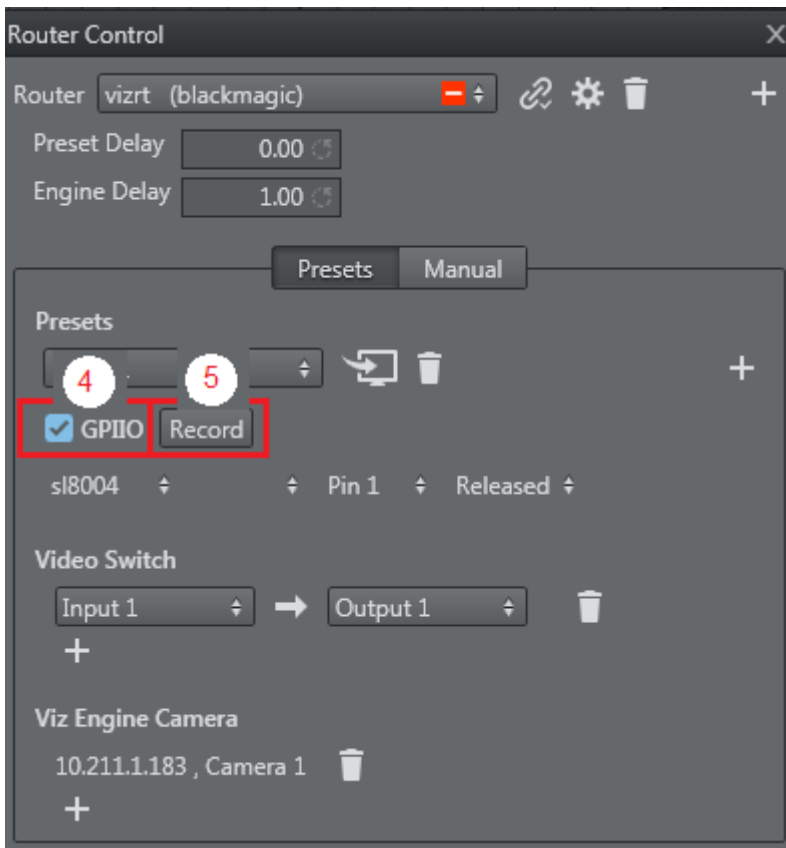 Router Control
Router vizrt (blackmagic)
Preset Delay 0.00
Engine Delay 1.00
Presets Manual
Presets
4 5
GPIIO Record
sl8004 Pin 1 Released
Video Switch
Input 1 Output 1
Viz Engine Camera
10.211.1.183 , Camera 1